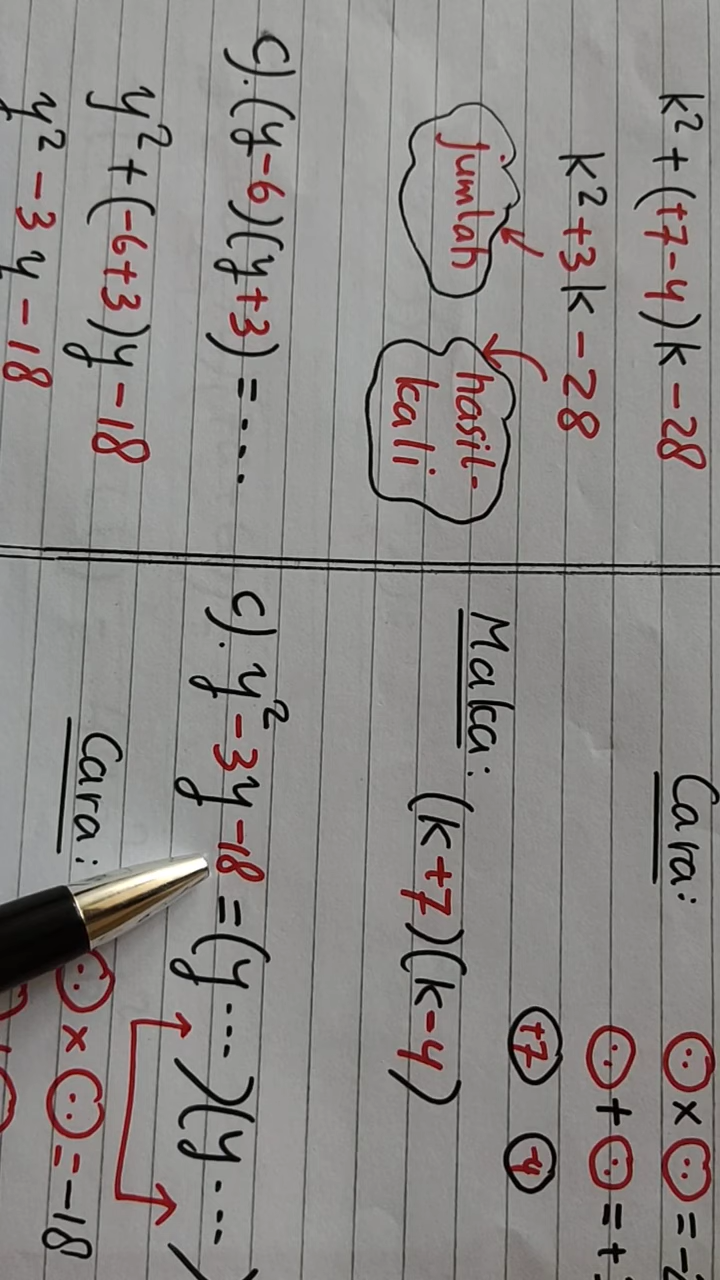 k² + (+7-4)k - 28
k² + 3k - 28
jumlah
hasil-
kali
c). (y-6)(y+3) = ....
y² + (-6+3)y - 18
y² - 3y - 18
Cara:
× = -2
+ = +
+7 -4
Maka: (k+7)(k-4)
c). y² - 3y - 18 = (y ... )(y ... )
Cara: × = -18